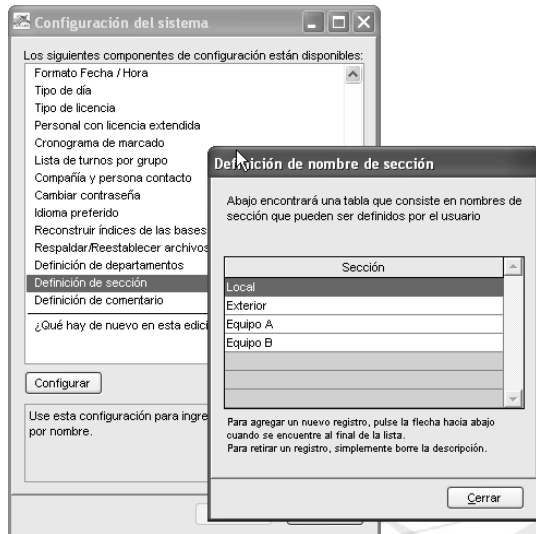 Configuración del sistema
Los siguientes componentes de configuración están disponibles:
Formato Fecha / Hora
Tipo de día
Tipo de licencia
Personal con licencia extendida
Cronograma de marcado
Lista de turnos por grupo
Compañía y persona contacto
Cambiar contraseña
Idioma preferido
Reconstruir índices de las bases
Respaldar/Reestablecer archivos
Definición de departamentos
Definición de sección
Definición de comentario
¿Qué hay de nuevo en esta edici
Configurar
Use esta configuración para ingre
por nombre.
Definición de nombre de sección
Abajo encontrará una tabla que consiste en nombres de
sección que pueden ser definidos por el usuario
Sección
Local
Exterior
Equipo A
Equipo B
Para agregar un nuevo registro, pulse la flecha hacia abajo
cuando se encuentre al final de la lista.
Para retirar un registro, simplemente borre la descripción.
Cerrar